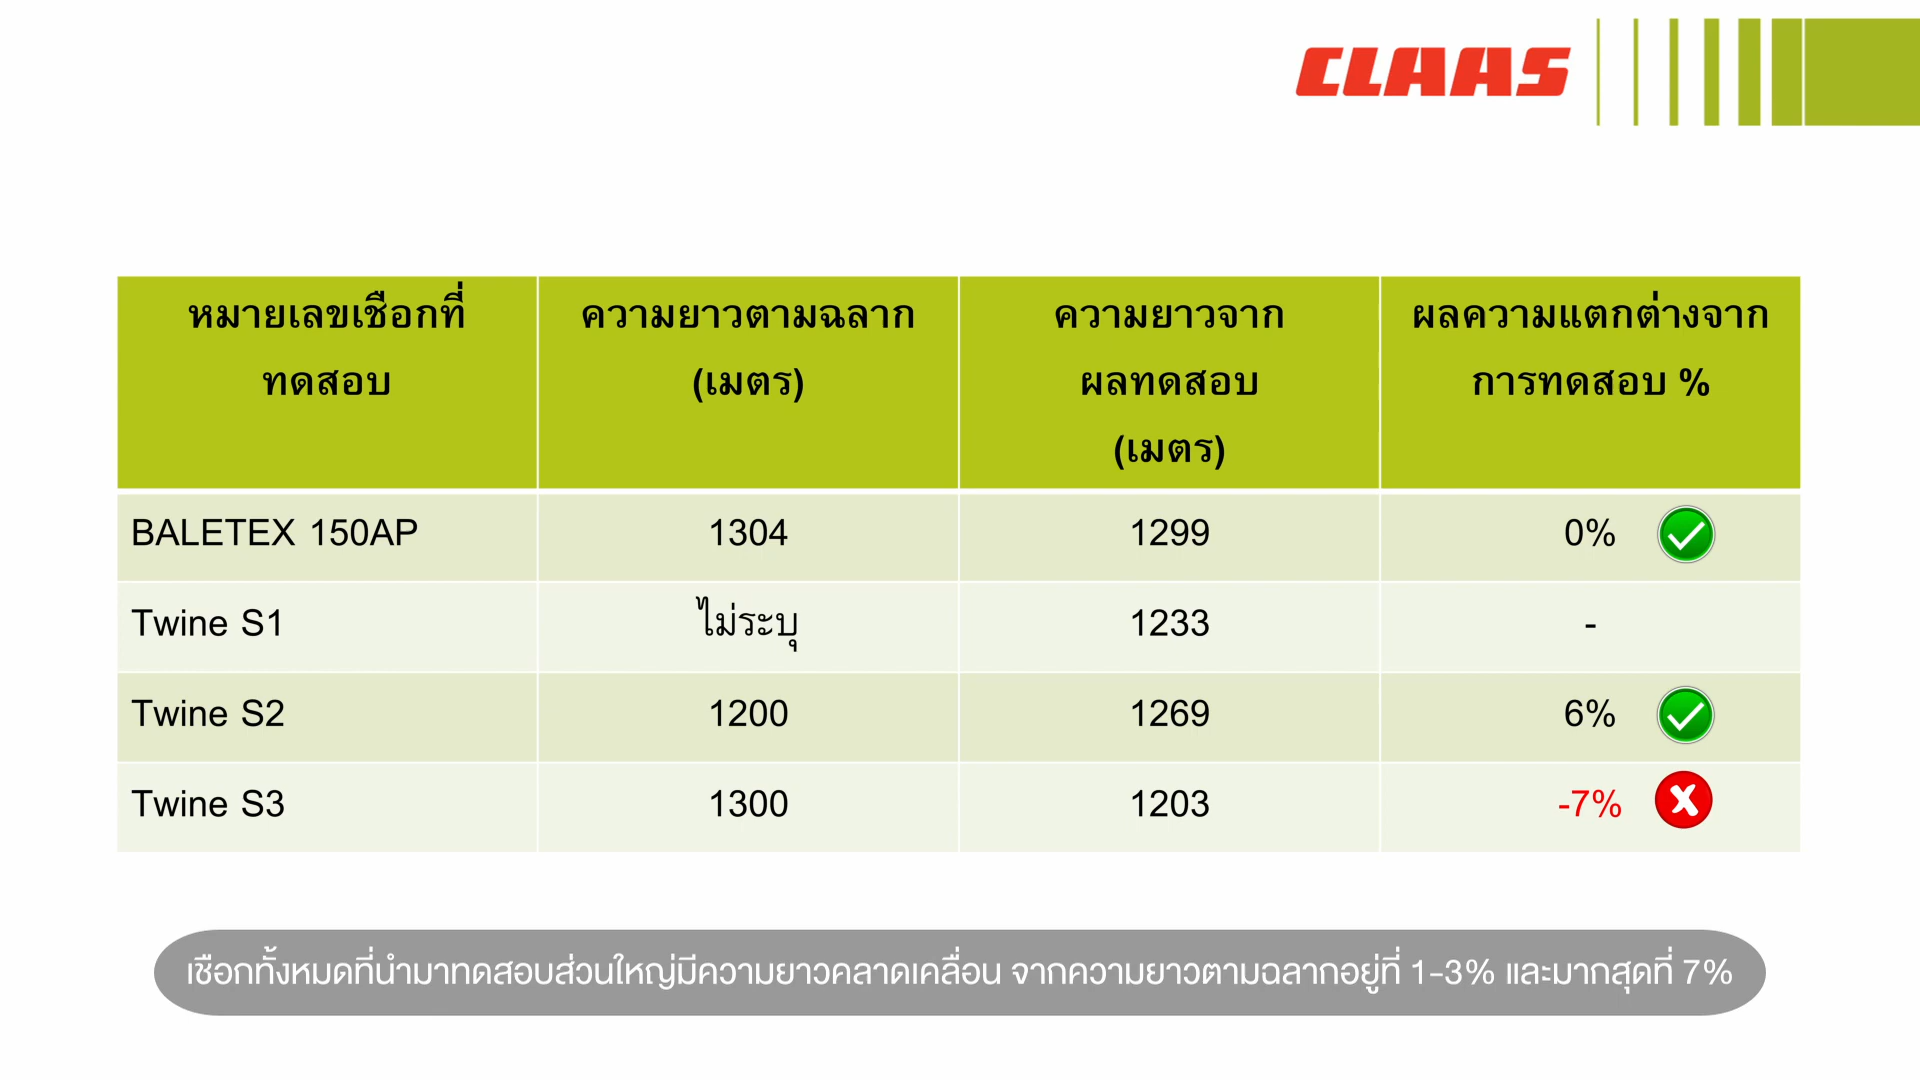 CLAAS
หมายเลขเชือกที่
ทดสอบ
ความยาวตามฉลาก
(เมตร)
ความยาวจาก
ผลทดสอบ
(เมตร)
ผลความแตกต่างจาก
การทดสอบ %
BALETEX 150AP 1304 1299 0%
Twine S1 ไม่ระบุ 1233 -
Twine S2 1200 1269 6%
Twine S3 1300 1203 -7%
เชือกทั้งหมดที่นำมาทดสอบส่วนใหญ่มีความยาวคลาดเคลื่อน จากความยาวตามฉลากอยู่ที่ 1-3% และมากสุดที่ 7%